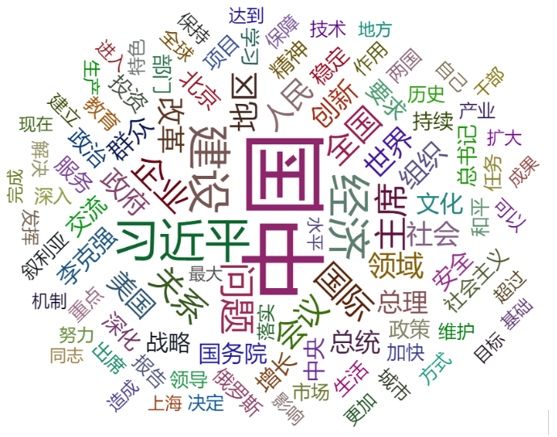 达到
保障
技术
地方
保持
学习
全球
项目
精神
稳定
作用
两国
自己
干部
进入
特色
部门
北京
地区
人民
创新
要求
历史
产业
扩大
生产
投资
改革
全国
持续
总书记
建立
教育
群众
世界
组织
任务
成果
现在
政治
建设
中国
解决
服务
政府
企业
经济
主席
文化
和平
可以
完成
深入
交流
习近平
水平
社会
发挥
叙利亚
李克强
美国
关系
最大
问题
国际
领域
安全
社会主义
机制
重点
落实
会议
总理
超过
基础
努力
深化
战略
国务院
增长
中央
总统
政策
维护
目标
同志
出席
报告
领导
俄罗斯
市场
生活
加快
城市
方式
造成
上海
决定
影响
更加